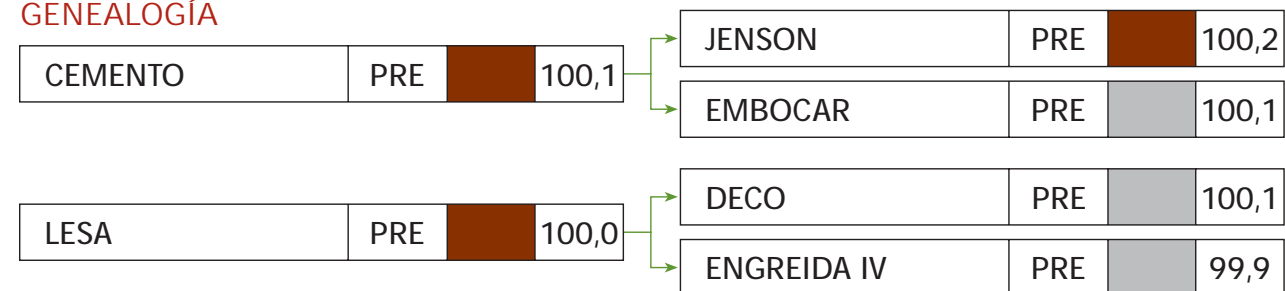 GENEALOGÍA
CEMENTO PRE 100,1
JENSON PRE 100,2
EMBOCAR PRE 100,1
LESA PRE 100,0
DECO PRE 100,1
ENGREIDA IV PRE 99,9